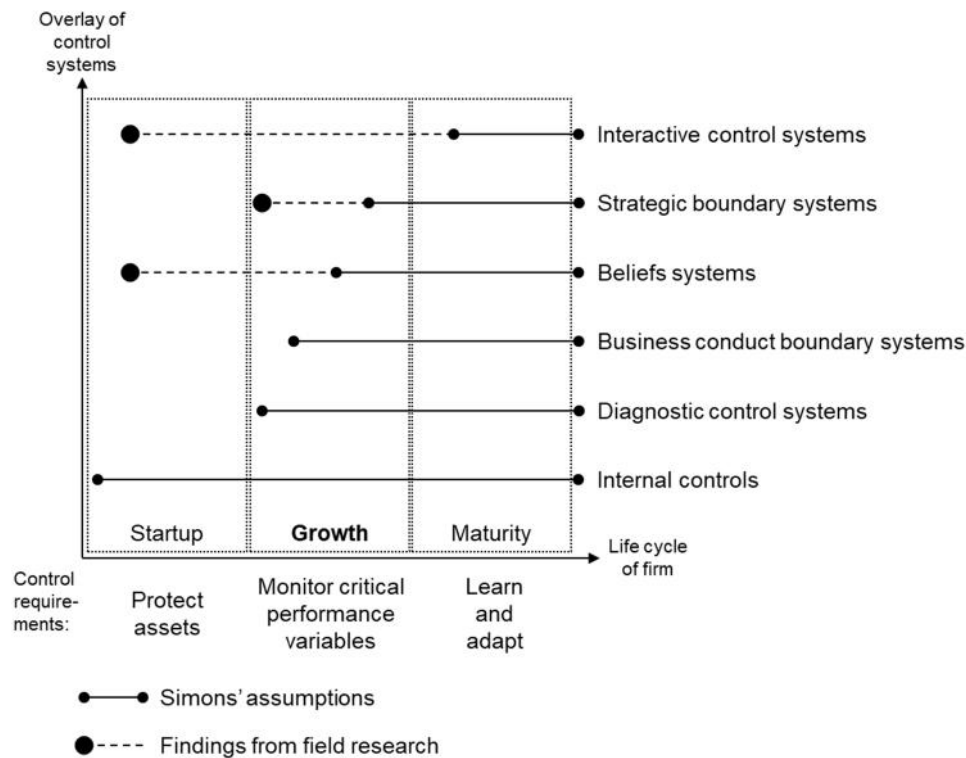 Overlay of
control
systems
Interactive control systems
Strategic boundary systems
Beliefs systems
Business conduct boundary systems
Diagnostic control systems
Internal controls
Startup
Growth
Maturity
Life cycle
of firm
Control
require-
ments:
Protect
assets
Monitor critical
performance
variables
Learn
and
adapt
Simons’ assumptions
Findings from field research